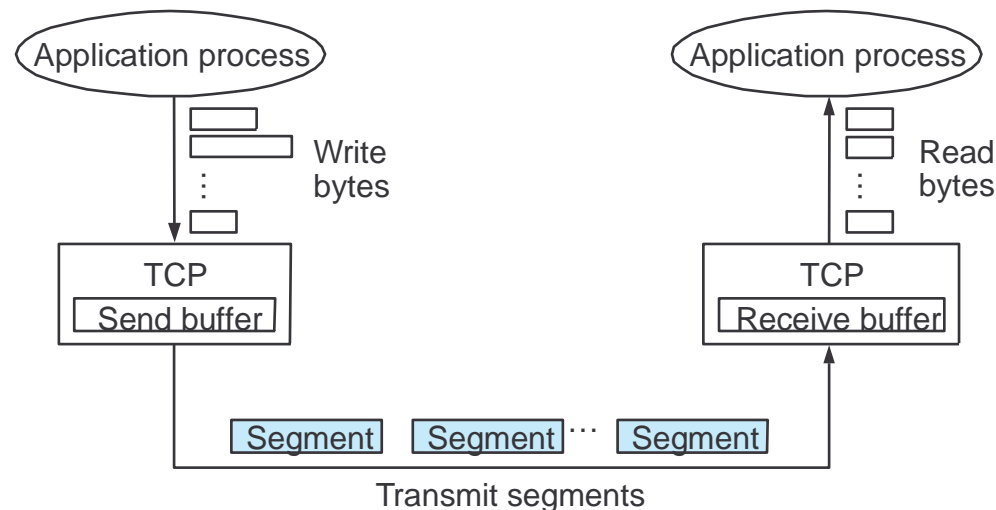 Application process
Application process
Write
bytes
⋮
Read
bytes
⋮
TCP
Send buffer
TCP
Receive buffer
Segment Segment … Segment
Transmit segments